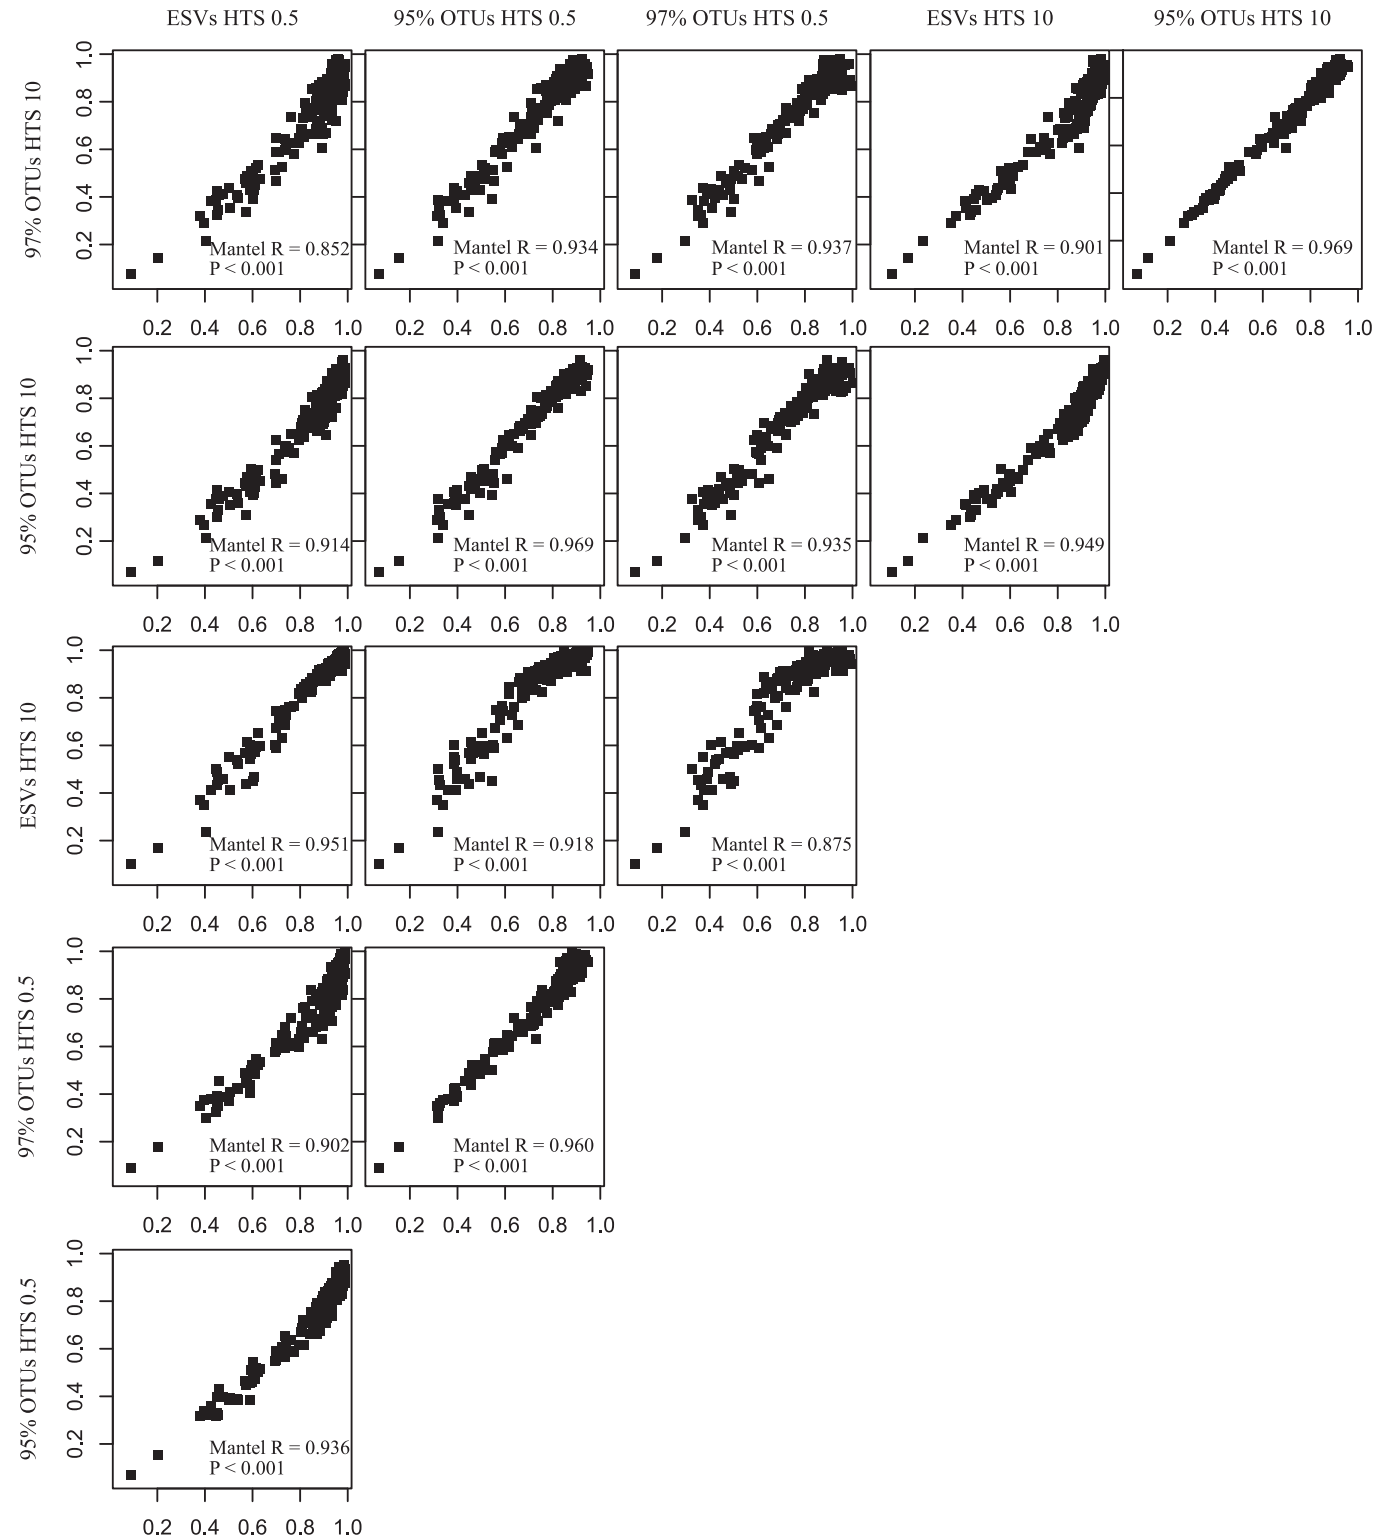 ESVs HTS 0.5 95% OTUs HTS 0.5 97% OTUs HTS 0.5 ESVs HTS 10 95% OTUs HTS 10
97% OTUs HTS 10
1.0
0.8
0.6
0.4
0.2
Mantel R = 0.852
P < 0.001
Mantel R = 0.934
P < 0.001
Mantel R = 0.937
P < 0.001
Mantel R = 0.901
P < 0.001
Mantel R = 0.969
P < 0.001
0.2 0.4 0.6 0.8 1.0 0.2 0.4 0.6 0.8 1.0 0.2 0.4 0.6 0.8 1.0 0.2 0.4 0.6 0.8 1.0 0.2 0.4 0.6 0.8 1.0
95% OTUs HTS 10
1.0
0.8
0.6
0.4
0.2
Mantel R = 0.914
P < 0.001
Mantel R = 0.969
P < 0.001
Mantel R = 0.935
P < 0.001
Mantel R = 0.949
P < 0.001
0.2 0.4 0.6 0.8 1.0 0.2 0.4 0.6 0.8 1.0 0.2 0.4 0.6 0.8 1.0 0.2 0.4 0.6 0.8 1.0
ESVs HTS 10
1.0
0.8
0.6
0.4
0.2
Mantel R = 0.951
P < 0.001
Mantel R = 0.918
P < 0.001
Mantel R = 0.875
P < 0.001
0.2 0.4 0.6 0.8 1.0 0.2 0.4 0.6 0.8 1.0 0.2 0.4 0.6 0.8 1.0
97% OTUs HTS 0.5
1.0
0.8
0.6
0.4
0.2
Mantel R = 0.902
P < 0.001
Mantel R = 0.960
P < 0.001
0.2 0.4 0.6 0.8 1.0 0.2 0.4 0.6 0.8 1.0
95% OTUs HTS 0.5
1.0
0.8
0.6
0.4
0.2
Mantel R = 0.936
P < 0.001
0.2 0.4 0.6 0.8 1.0